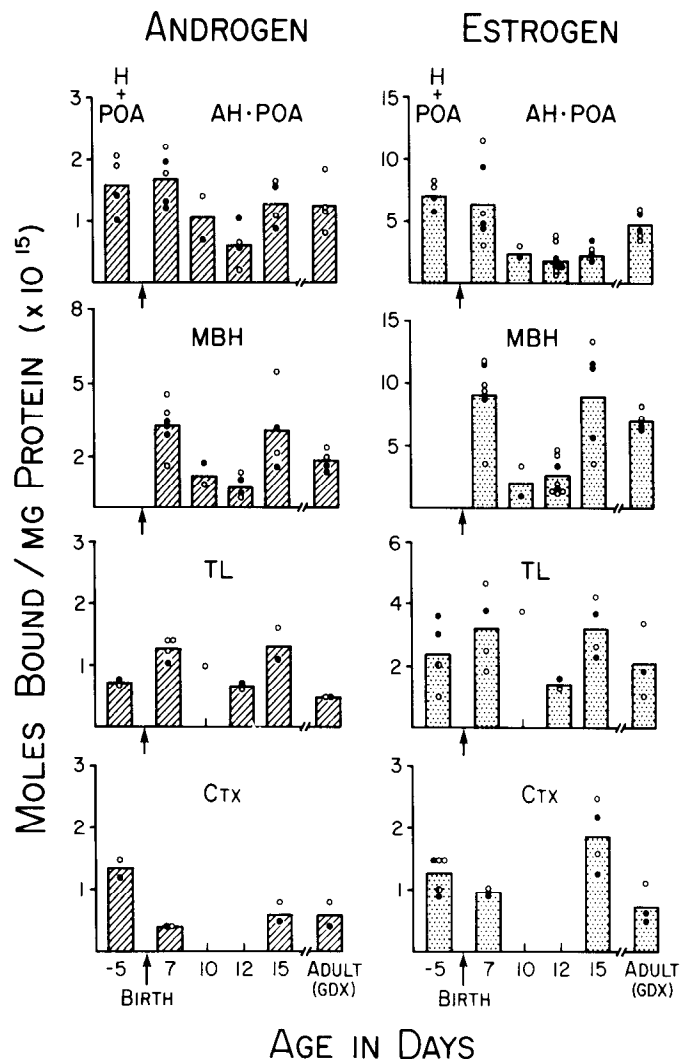 ANDROGEN ESTROGEN
H + POA AH·POA H + POA AH·POA
3 2 1 15 10 5
MBH MBH
8 5 2 15 10 5
TL TL
3 2 1 6 4 2
CTX CTX
3 2 1 3 2 1
-5 7 10 12 15 ADULT (GDX) -5 7 10 12 15 ADULT (GDX)
BIRTH BIRTH
MOLES BOUND / MG PROTEIN (x 10 15)
AGE IN DAYS